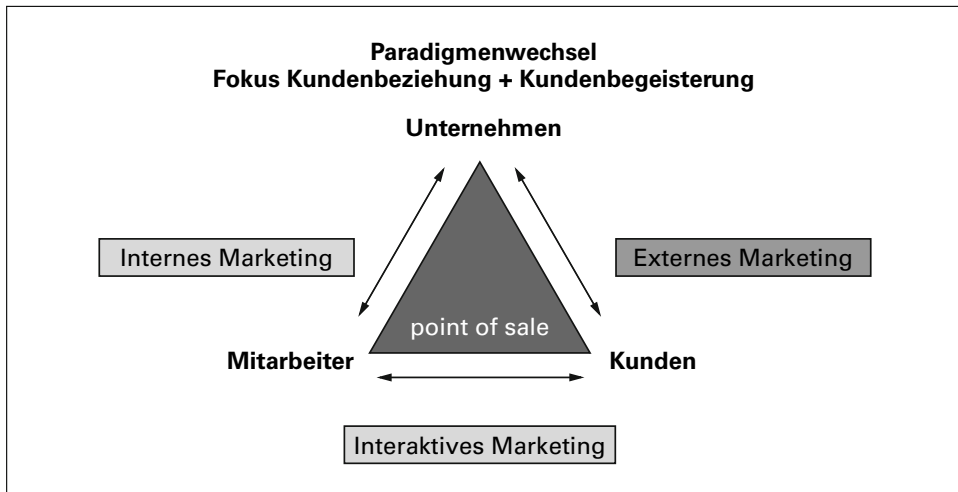 Paradigmenwechsel
Fokus Kundenbeziehung + Kundenbegeisterung
Unternehmen
Internes Marketing
Externes Marketing
point of sale
Mitarbeiter
Kunden
Interaktives Marketing